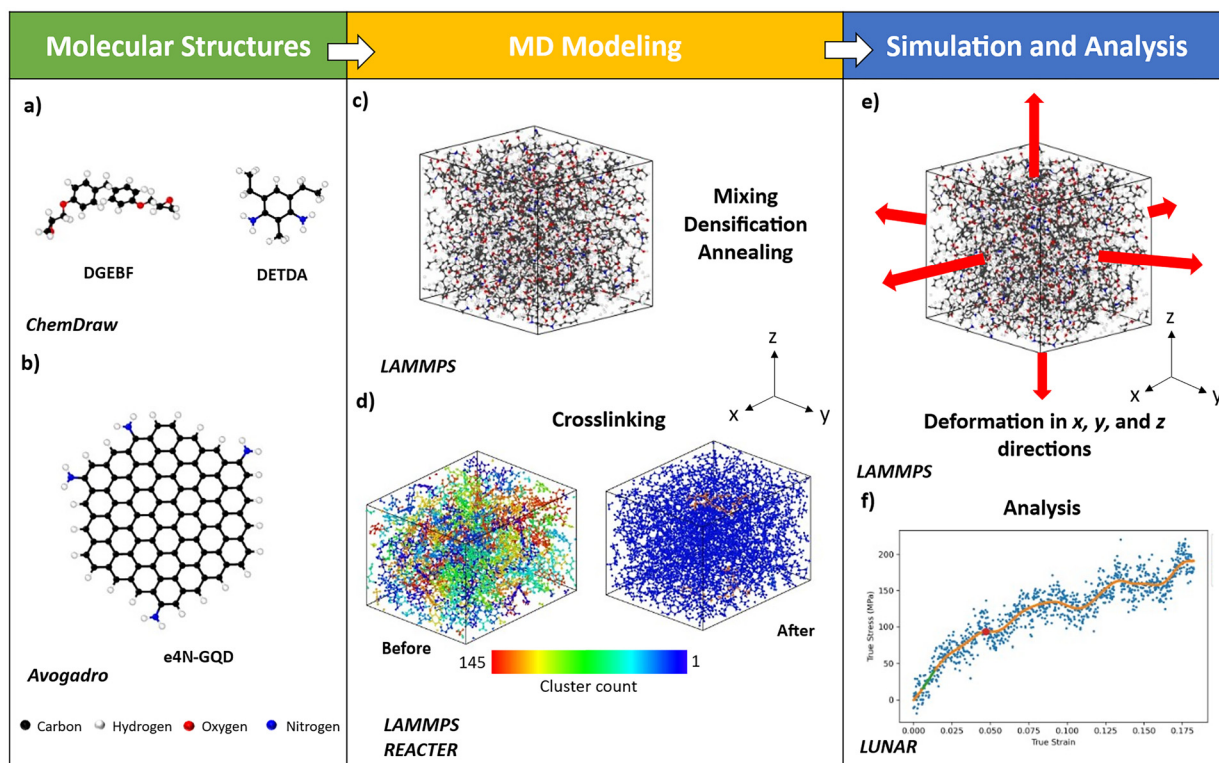 Molecular Structures
MD Modeling
Simulation and Analysis
a)
DGEBF
DETDA
ChemDraw
b)
e4N-GQD
Avogadro
Carbon
Hydrogen
Oxygen
Nitrogen
c)
Mixing
Densification
Annealing
LAMMPS
z
x
y
d)
Crosslinking
Before
After
145
1
Cluster count
LAMMPS
REACTER
e)
z
x
y
Deformation in x, y, and z
directions
LAMMPS
f)
Analysis
True Stress (MPa)
200
150
100
50
0
0.000
0.025
0.050
0.075
0.100
0.125
0.150
0.175
True Strain
LUNAR